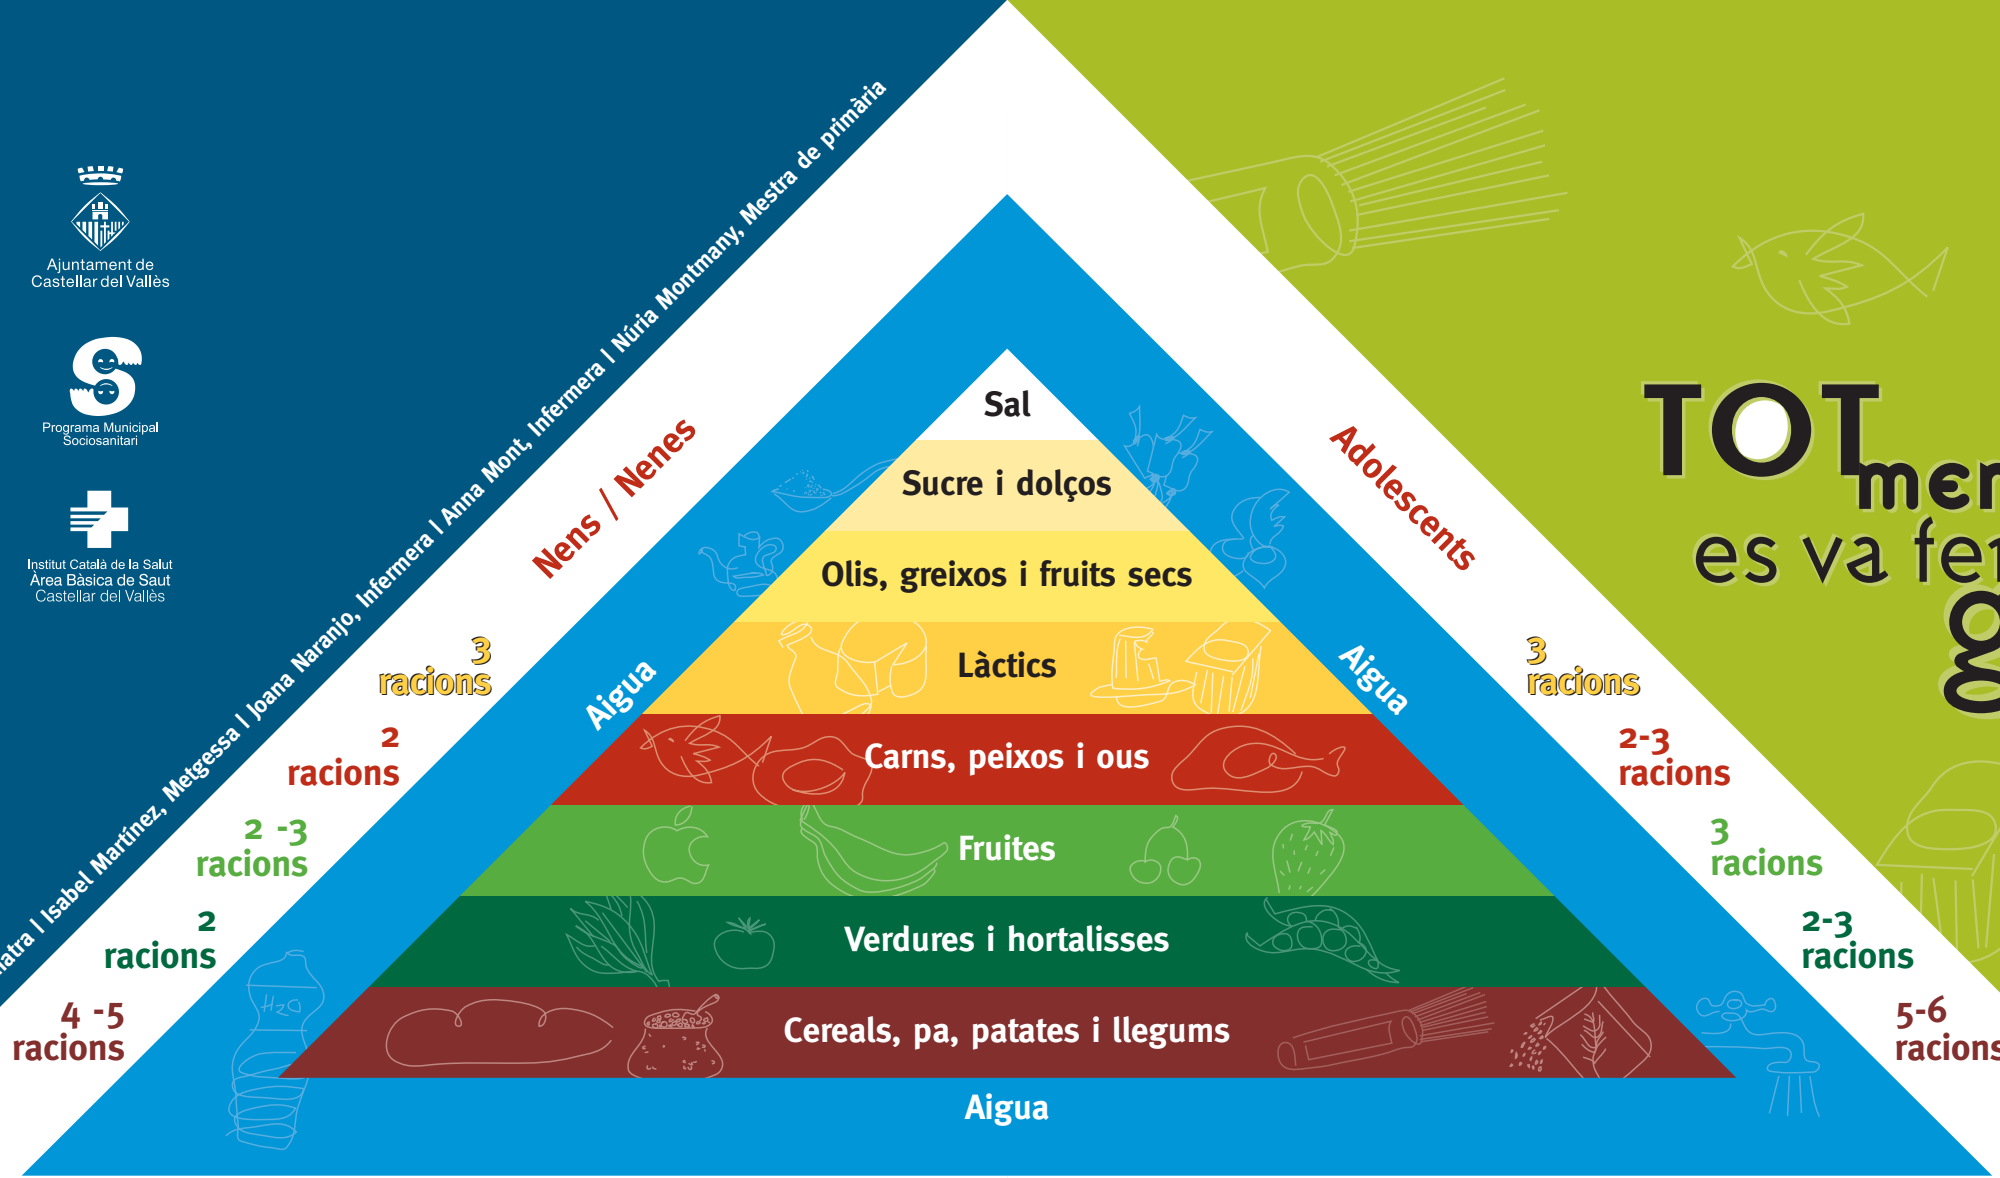 Ajuntament de
Castellar del Vallès
Programa Municipal
Sociosanitari
Institut Català de la Salut
Àrea Bàsica de Saut
Castellar del Vallès
| Isabel Martínez, Metgessa | Joana Naranjo, Infermera | Anna Mont, Infermera | Núria Montmany, Mestra de primària
Nens / Nenes
3
racions
2
racions
2 -3
racions
2
racions
4 -5
racions
Aigua
Sal
Sucre i dolços
Olis, greixos i fruits secs
Làctics
Carns, peixos i ous
Fruites
Verdures i hortalisses
Cereals, pa, patates i llegums
Aigua
H2O
Aigua
Adolescents
3
racions
2-3
racions
3
racions
2-3
racions
5-6
racions
TOT
es va